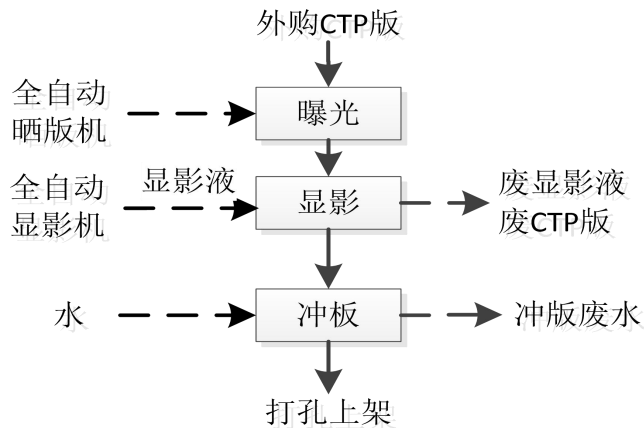 外购CTP版
全自动
晒版机
曝光
全自动
显影机
显影液
显影
废显影液
废CTP版
水
冲板
冲版废水
打孔上架